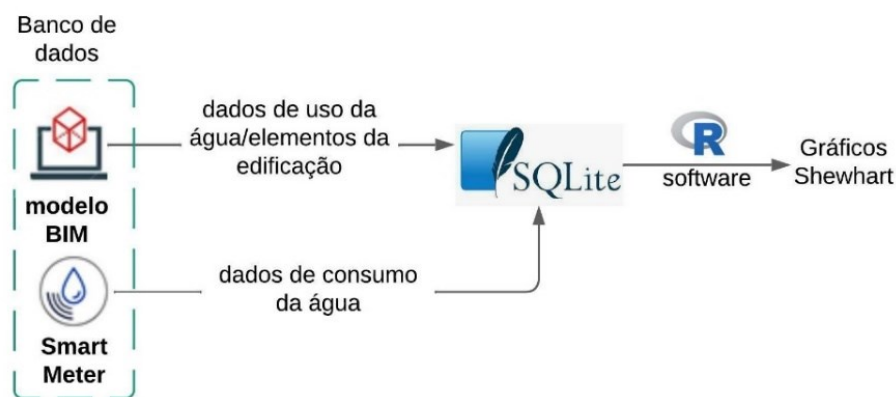 Banco de
dados
dados de uso da
água/elementos da
edificação
modelo
BIM
SQLite
R
software
Gráficos
Shewhart
dados de consumo
da água
Smart
Meter